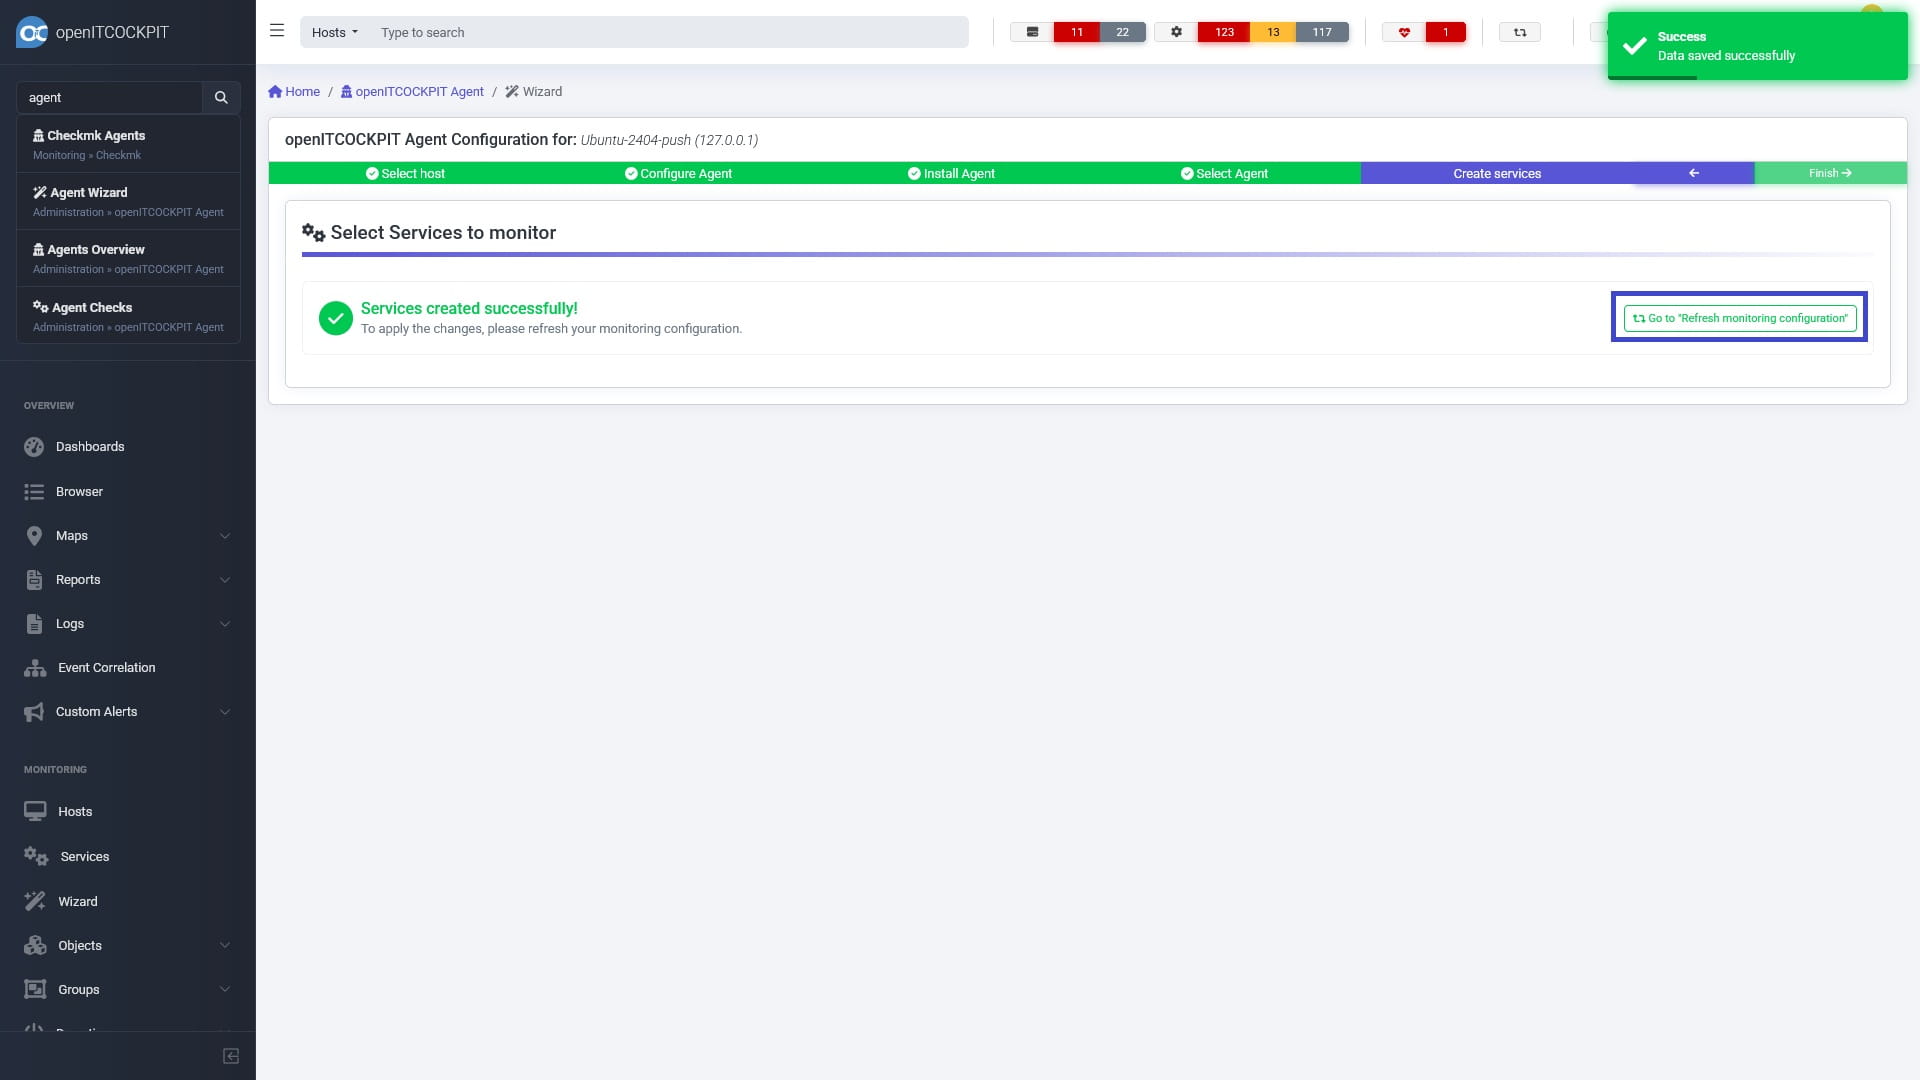 openITCOCKPIT
Hosts
Type to search
11
22
123
13
117
1
Success
Data saved successfully
agent
Checkmk Agents
Monitoring » Checkmk
Agent Wizard
Administration » openITCOCKPIT Agent
Agents Overview
Administration » openITCOCKPIT Agent
Agent Checks
Administration » openITCOCKPIT Agent
OVERVIEW
Dashboards
Browser
Maps
Reports
Logs
Event Correlation
Custom Alerts
MONITORING
Hosts
Services
Wizard
Objects
Groups
Home / openITCOCKPIT Agent / Wizard
openITCOCKPIT Agent Configuration for: Ubuntu-2404-push (127.0.0.1)
Select host
Configure Agent
Install Agent
Select Agent
Create services
Finish
Select Services to monitor
Services created successfully!
To apply the changes, please refresh your monitoring configuration.
Go to "Refresh monitoring configuration"